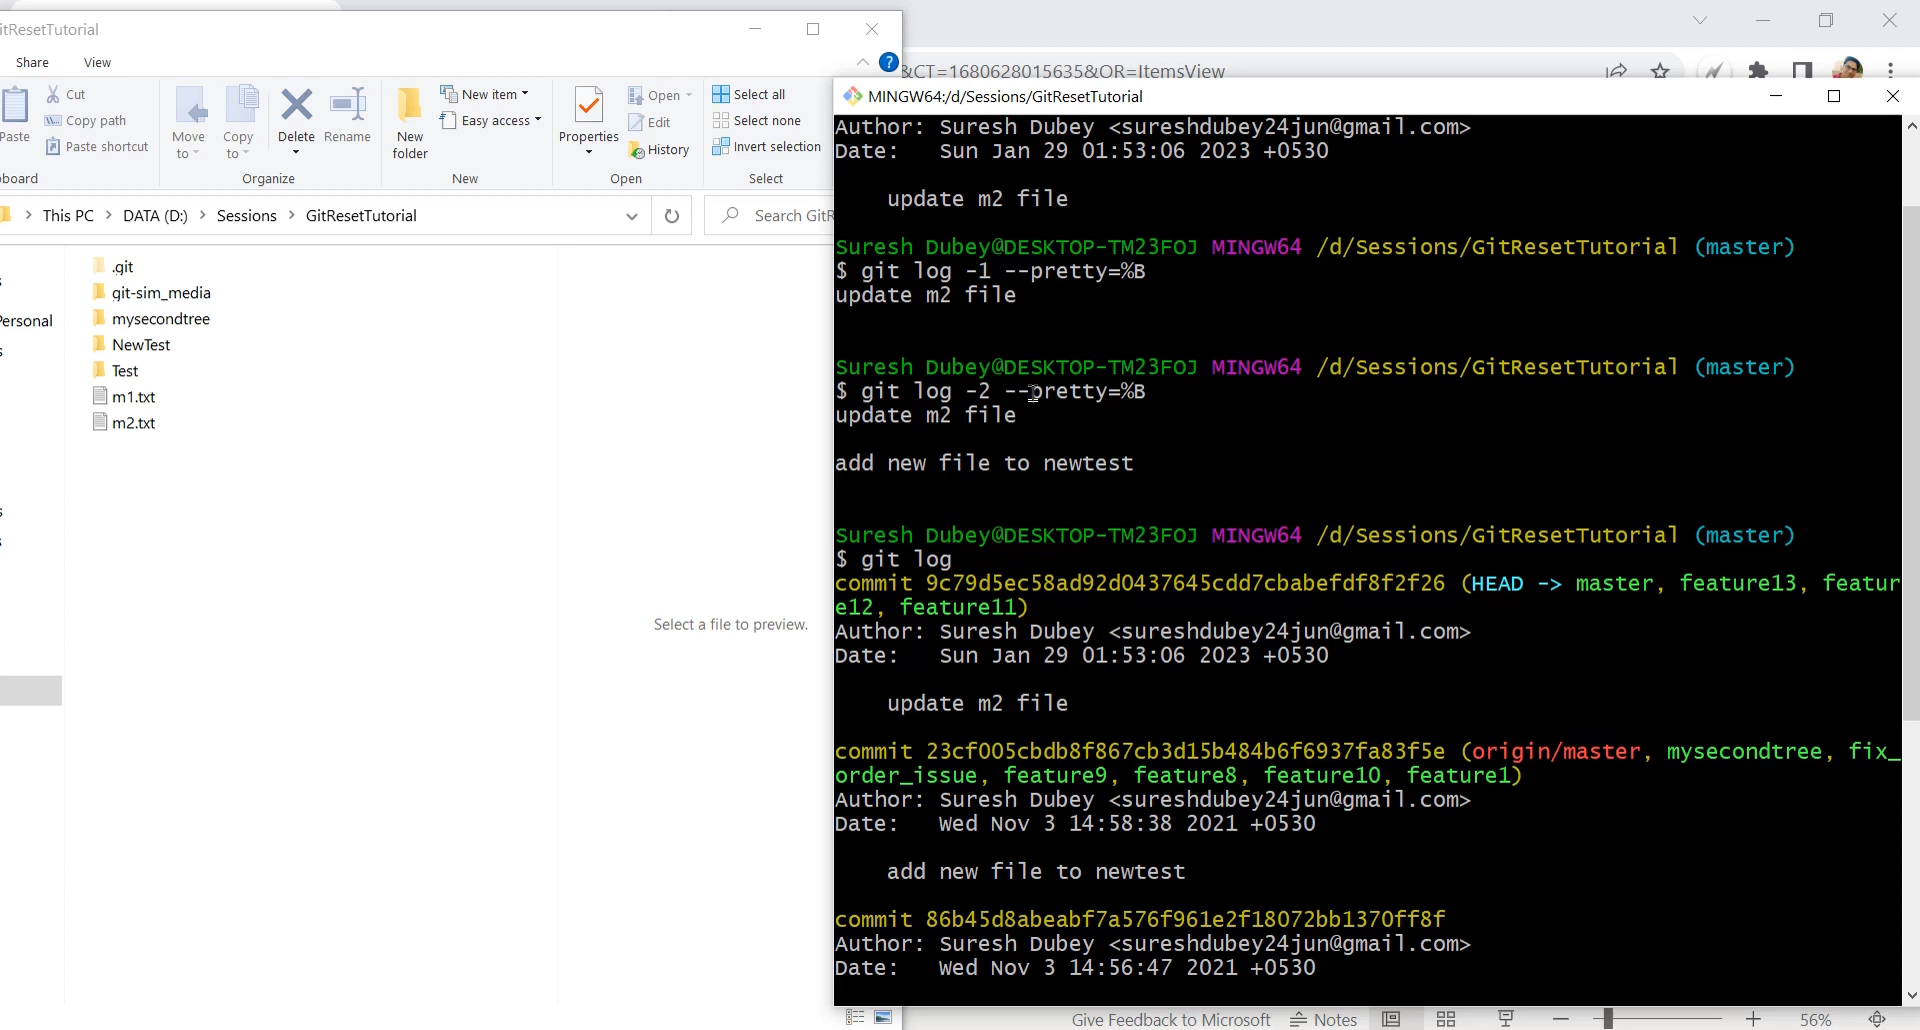 itResetTutorial
Share View
&CT=1680628015635&OR=ItemsView
Paste
Cut
Copy path
Paste shortcut
Move to
Copy to
Delete
Rename
New folder
New item
Easy access
Properties
Open
Edit
History
Select all
Select none
Invert selection
board
Organize
New
Open
Select
This PC > DATA (D:) > Sessions > GitResetTutorial
Search GitR
ersonal
.git
git-sim_media
mysecondtree
NewTest
Test
m1.txt
m2.txt
Select a file to preview.
MINGW64:/d/Sessions/GitResetTutorial
Author: Suresh Dubey <sureshdubey24jun@gmail.com>
Date:   Sun Jan 29 01:53:06 2023 +0530
update m2 file
Suresh Dubey@DESKTOP-TM23FOJ MINGW64 /d/Sessions/GitResetTutorial (master)
$ git log -1 --pretty=%B
update m2 file
Suresh Dubey@DESKTOP-TM23FOJ MINGW64 /d/Sessions/GitResetTutorial (master)
$ git log -2 --pretty=%B
update m2 file
add new file to newtest
Suresh Dubey@DESKTOP-TM23FOJ MINGW64 /d/Sessions/GitResetTutorial (master)
$ git log
commit 9c79d5ec58ad92d0437645cdd7cbabefdf8f2f26 (HEAD -> master, feature13, featur
e12, feature11)
Author: Suresh Dubey <sureshdubey24jun@gmail.com>
Date:   Sun Jan 29 01:53:06 2023 +0530
update m2 file
commit 23cf005cbdb8f867cb3d15b484b6f6937fa83f5e (origin/master, mysecondtree, fix_
order_issue, feature9, feature8, feature10, feature1)
Author: Suresh Dubey <sureshdubey24jun@gmail.com>
Date:   Wed Nov 3 14:58:38 2021 +0530
add new file to newtest
commit 86b45d8abeabf7a576f961e2f18072bb1370ff8f
Author: Suresh Dubey <sureshdubey24jun@gmail.com>
Date:   Wed Nov 3 14:56:47 2021 +0530
Give Feedback to Microsoft Notes 56%